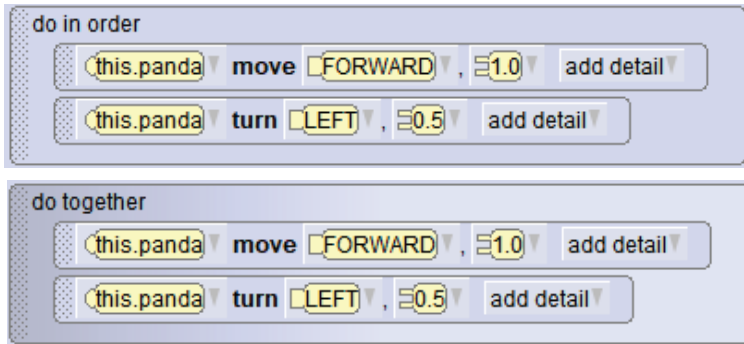 do in order
this.panda move FORWARD , 1.0 add detail
this.panda turn LEFT , 0.5 add detail
do together
this.panda move FORWARD , 1.0 add detail
this.panda turn LEFT , 0.5 add detail